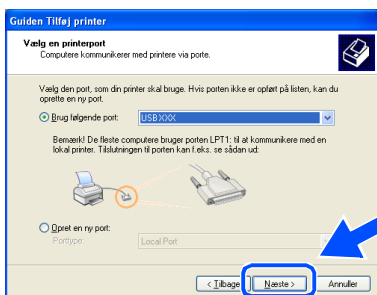 Guiden Tilføj printer
Vælg en printerport
Computere kommunikerer med printere via porte.
Vælg den port, som din printer skal bruge. Hvis porten ikke er opført på listen, kan du
oprette en ny port.
Brug følgende port:
USBXXX
Bemærk! De fleste computere bruger porten LPT1: til at kommunikere med en
lokal printer. Tilslutningen til porten kan f.eks. se sådan ud:
Opret en ny port:
Porttype:
Local Port
< Tilbage
Næste >
Annuller